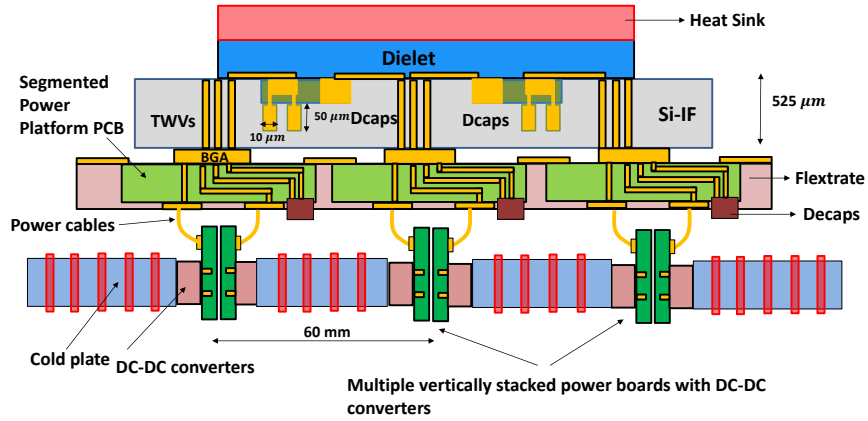 Heat Sink
Dielet
Segmented
Power
Platform PCB
TWVs
50 μm
Dcaps
Dcaps
Si-IF
525 μm
10 μm
BGA
Flextrate
Decaps
Power cables
60 mm
Cold plate
DC-DC converters
Multiple vertically stacked power boards with DC-DC
converters